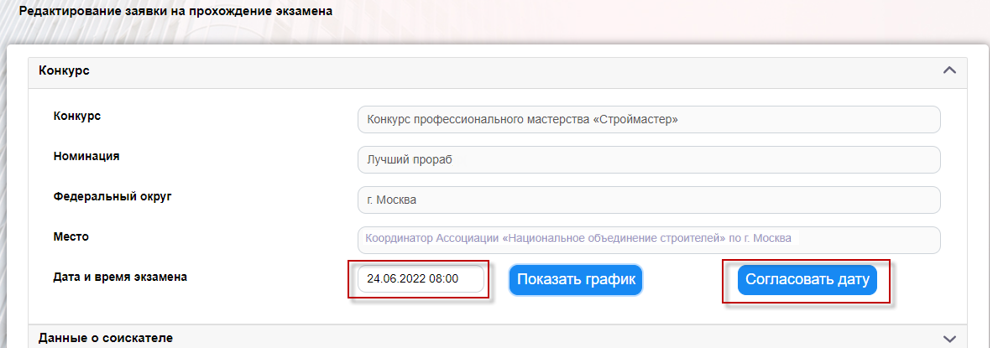 Редактирование заявки на прохождение экзамена
Конкурс
Конкурс
Конкурс профессионального мастерства «Строймастер»
Номинация
Лучший прораб
Федеральный округ
г. Москва
Место
Координатор Ассоциации «Национальное объединение строителей» по г. Москва
Дата и время экзамена
24.06.2022 08:00
Показать график
Согласовать дату
Данные о соискателе